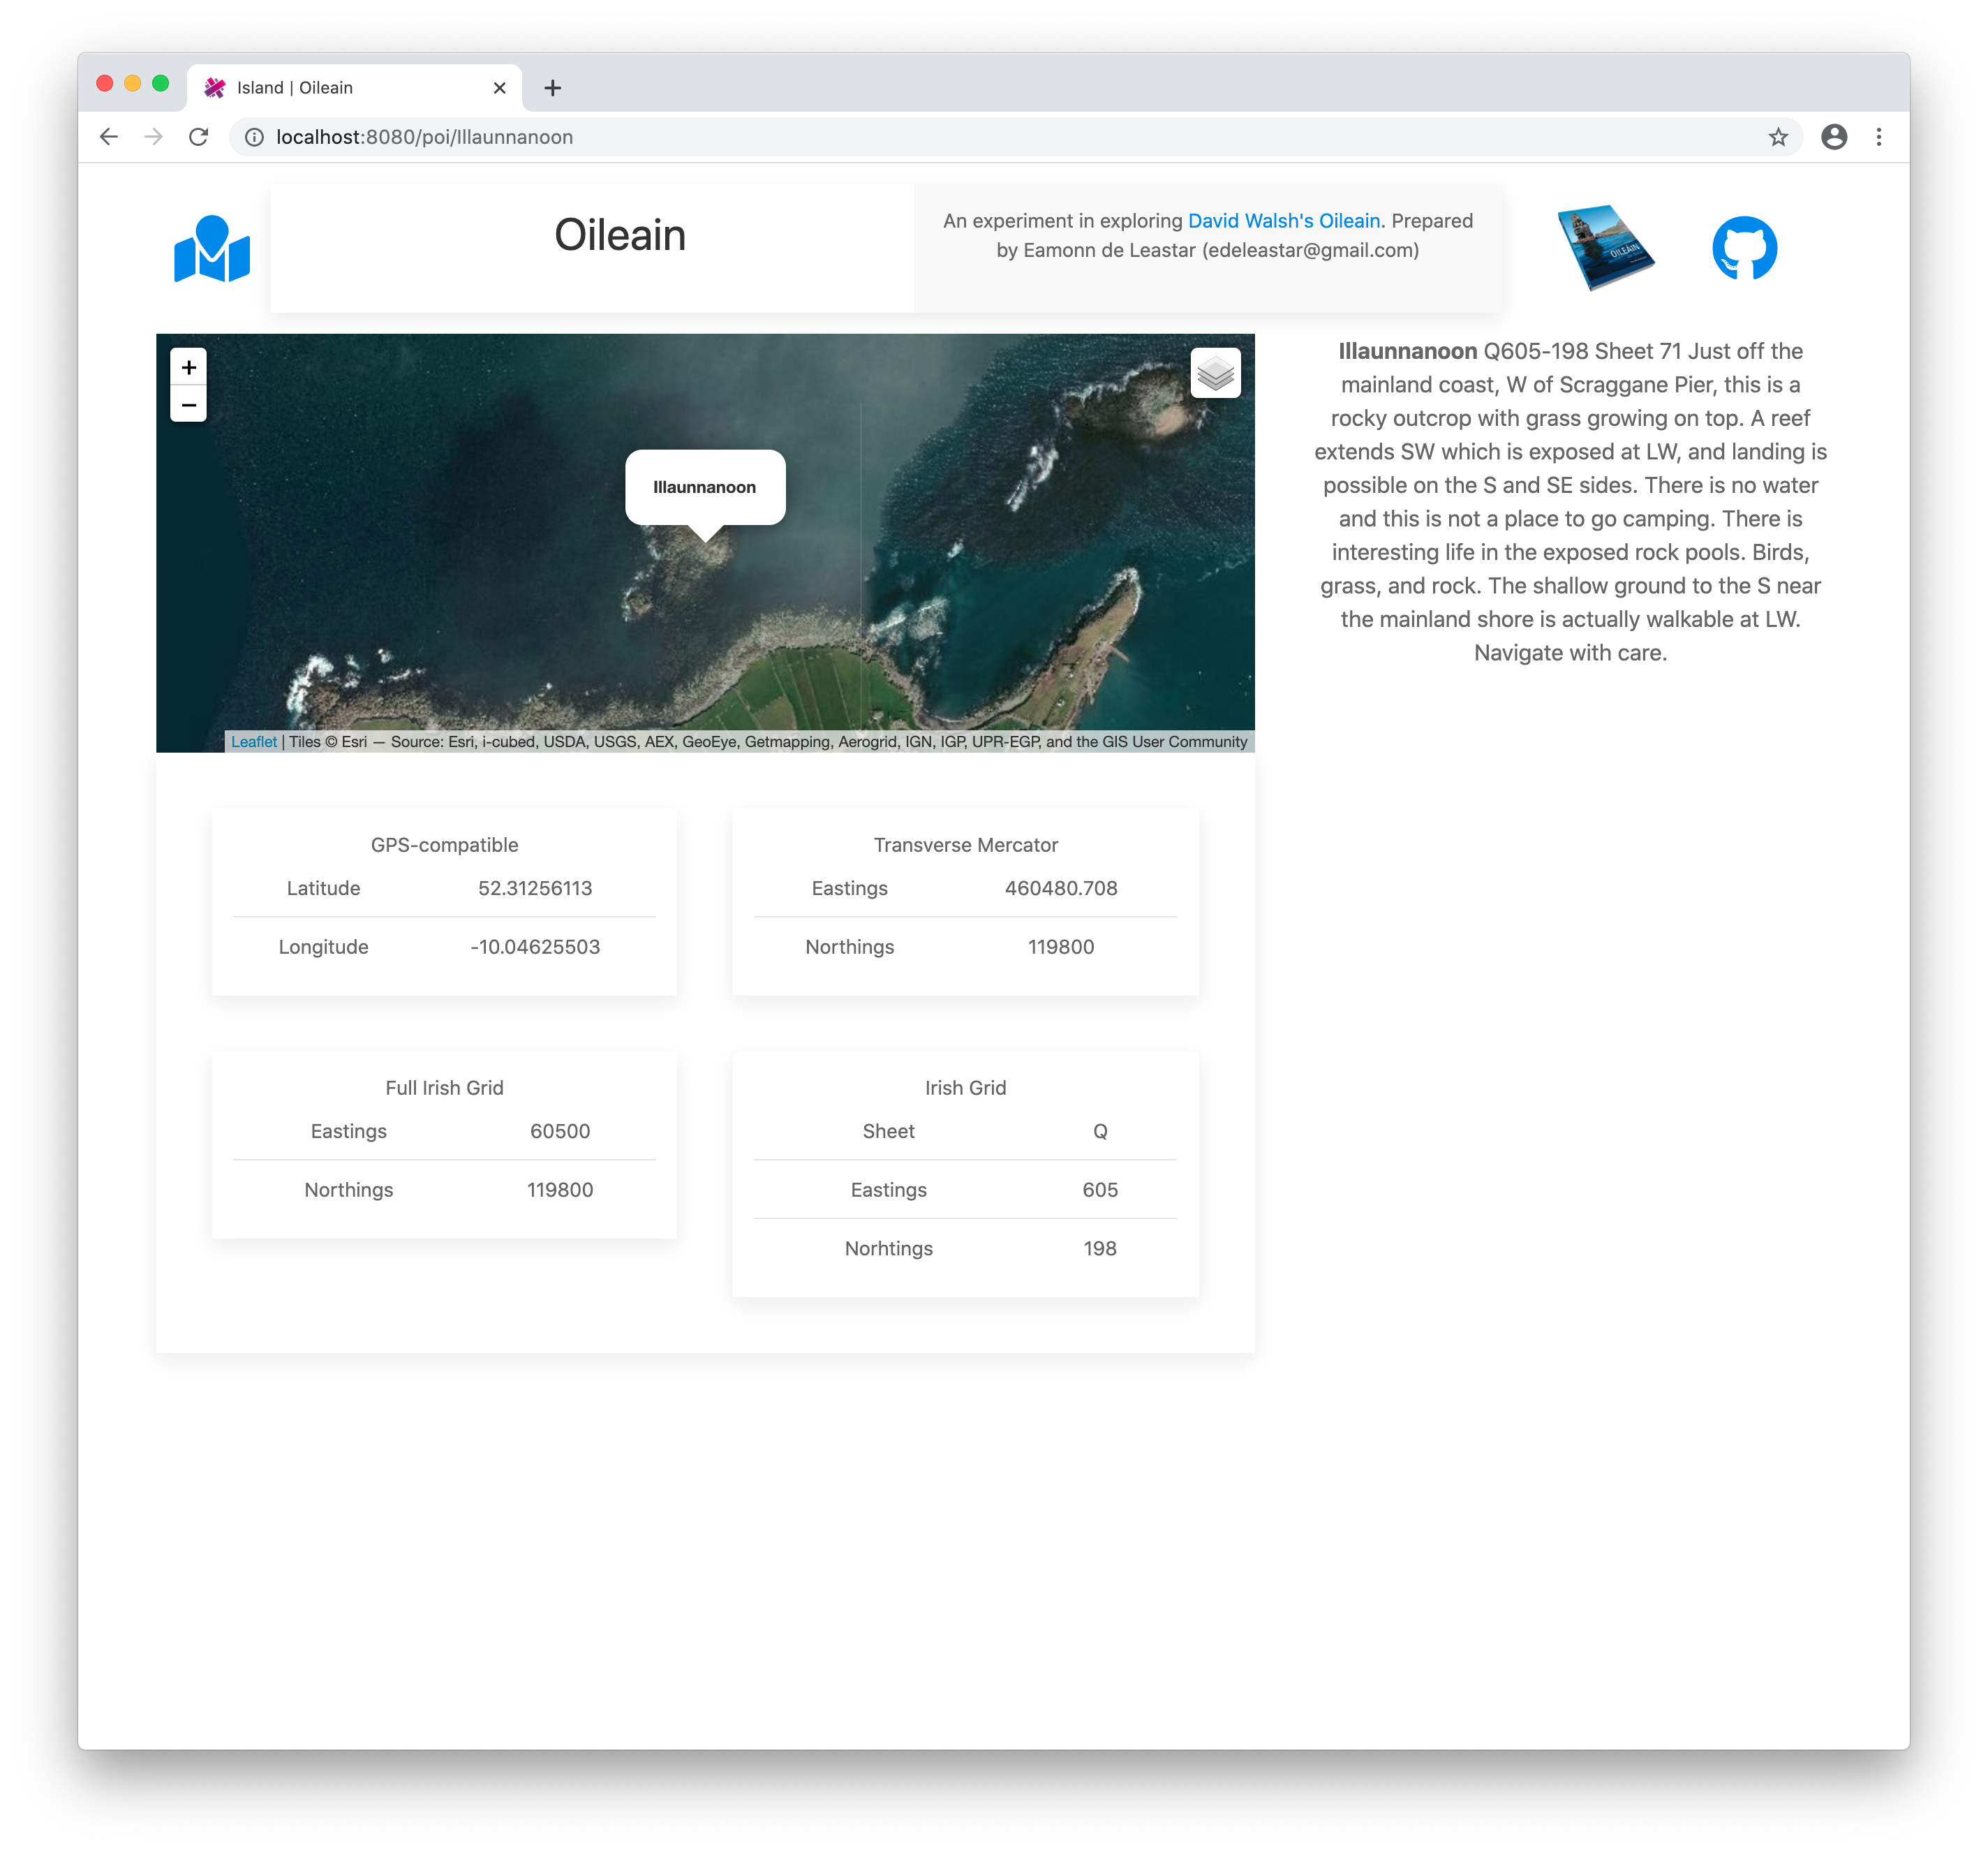 Island | Oileain
localhost:8080/poi/Illaunnanoon
Oileain
An experiment in exploring David Walsh's Oileain. Prepared
by Eamonn de Leastar (edeleastar@gmail.com)
OILEÁIN
+
−
Illaunnanoon
Leaflet | Tiles © Esri — Source: Esri, i-cubed, USDA, USGS, AEX, GeoEye, Getmapping, Aerogrid, IGN, IGP, UPR-EGP, and the GIS User Community
Illaunnanoon Q605-198 Sheet 71 Just off the
mainland coast, W of Scraggane Pier, this is a
rocky outcrop with grass growing on top. A reef
extends SW which is exposed at LW, and landing is
possible on the S and SE sides. There is no water
and this is not a place to go camping. There is
interesting life in the exposed rock pools. Birds,
grass, and rock. The shallow ground to the S near
the mainland shore is actually walkable at LW.
Navigate with care.
GPS-compatible
Latitude 52.31256113
Longitude -10.04625503
Transverse Mercator
Eastings 460480.708
Northings 119800
Full Irish Grid
Eastings 60500
Northings 119800
Irish Grid
Sheet Q
Eastings 605
Norhtings 198